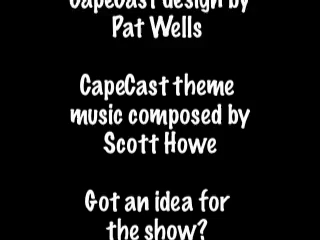 CapeCast design by
Pat Wells
CapeCast theme
music composed by
Scott Howe
Got an idea for
the show?